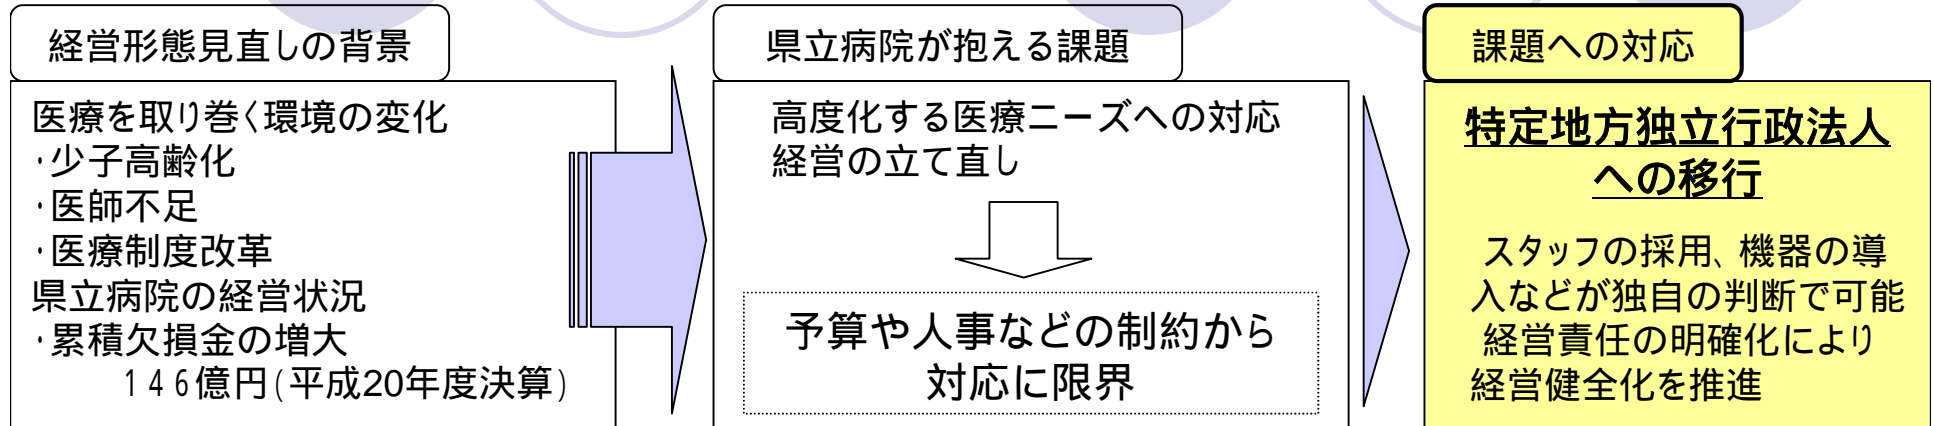 経営形態見直しの背景
医療を取り巻く環境の変化
・少子高齢化
・医師不足
・医療制度改革
県立病院の経営状況
・累積欠損金の増大
１４６億円(平成20年度決算)
県立病院が抱える課題
高度化する医療ニーズへの対応
経営の立て直し
予算や人事などの制約から
対応に限界
課題への対応
特定地方独立行政法人
への移行
スタッフの採用、機器の導
入などが独自の判断で可能
経営責任の明確化により
経営健全化を推進